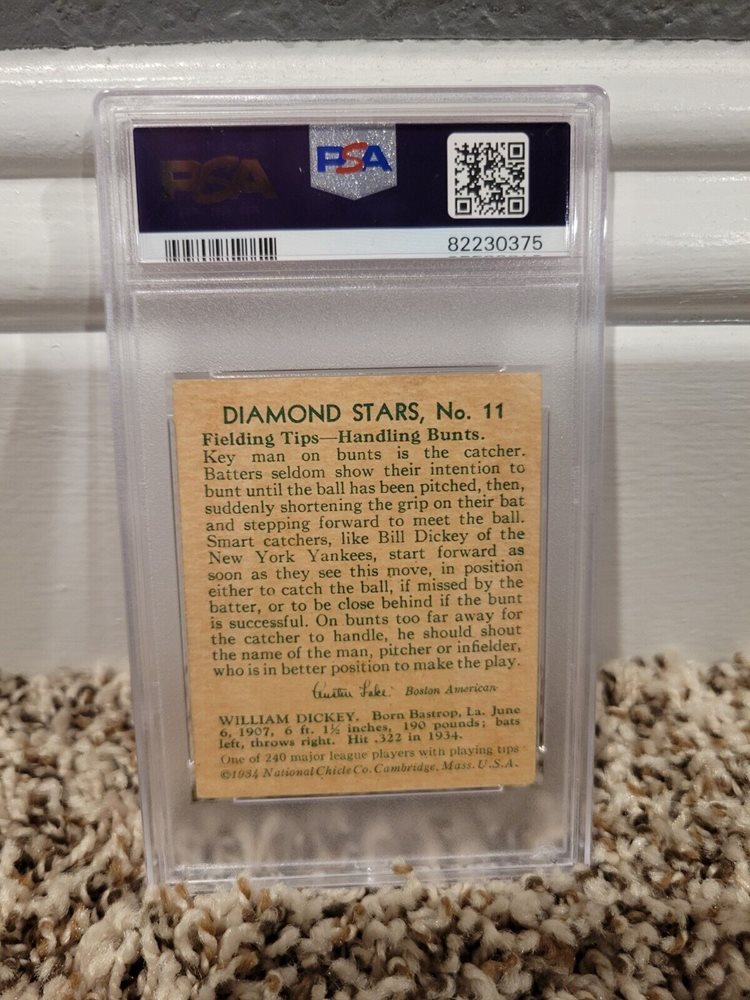 PSA
PSA
82230375
DIAMOND STARS, No. 11
Fielding Tips—Handling Bunts.
Key man on bunts is the catcher.
Batters seldom show their intention to
bunt until the ball has been pitched, then,
suddenly shortening the grip on their bat
and stepping forward to meet the ball.
Smart catchers, like Bill Dickey of the
New York Yankees, start forward as
soon as they see this move, in position
either to catch the ball, if missed by the
batter, or to be close behind if the bunt
is successful. On bunts too far away for
the catcher to handle, he should shout
the name of the man, pitcher or infielder,
who is in better position to make the play.
Austen Lake. Boston American
WILLIAM DICKEY. Born Bastrop, La. June
6, 1907, 6 ft. 1½ inches, 190 pounds; bats
left, throws right. Hit .322 in 1934.
One of 240 major league players with playing tips
©1934 National Chicle Co. Cambridge, Mass. U.S.A.